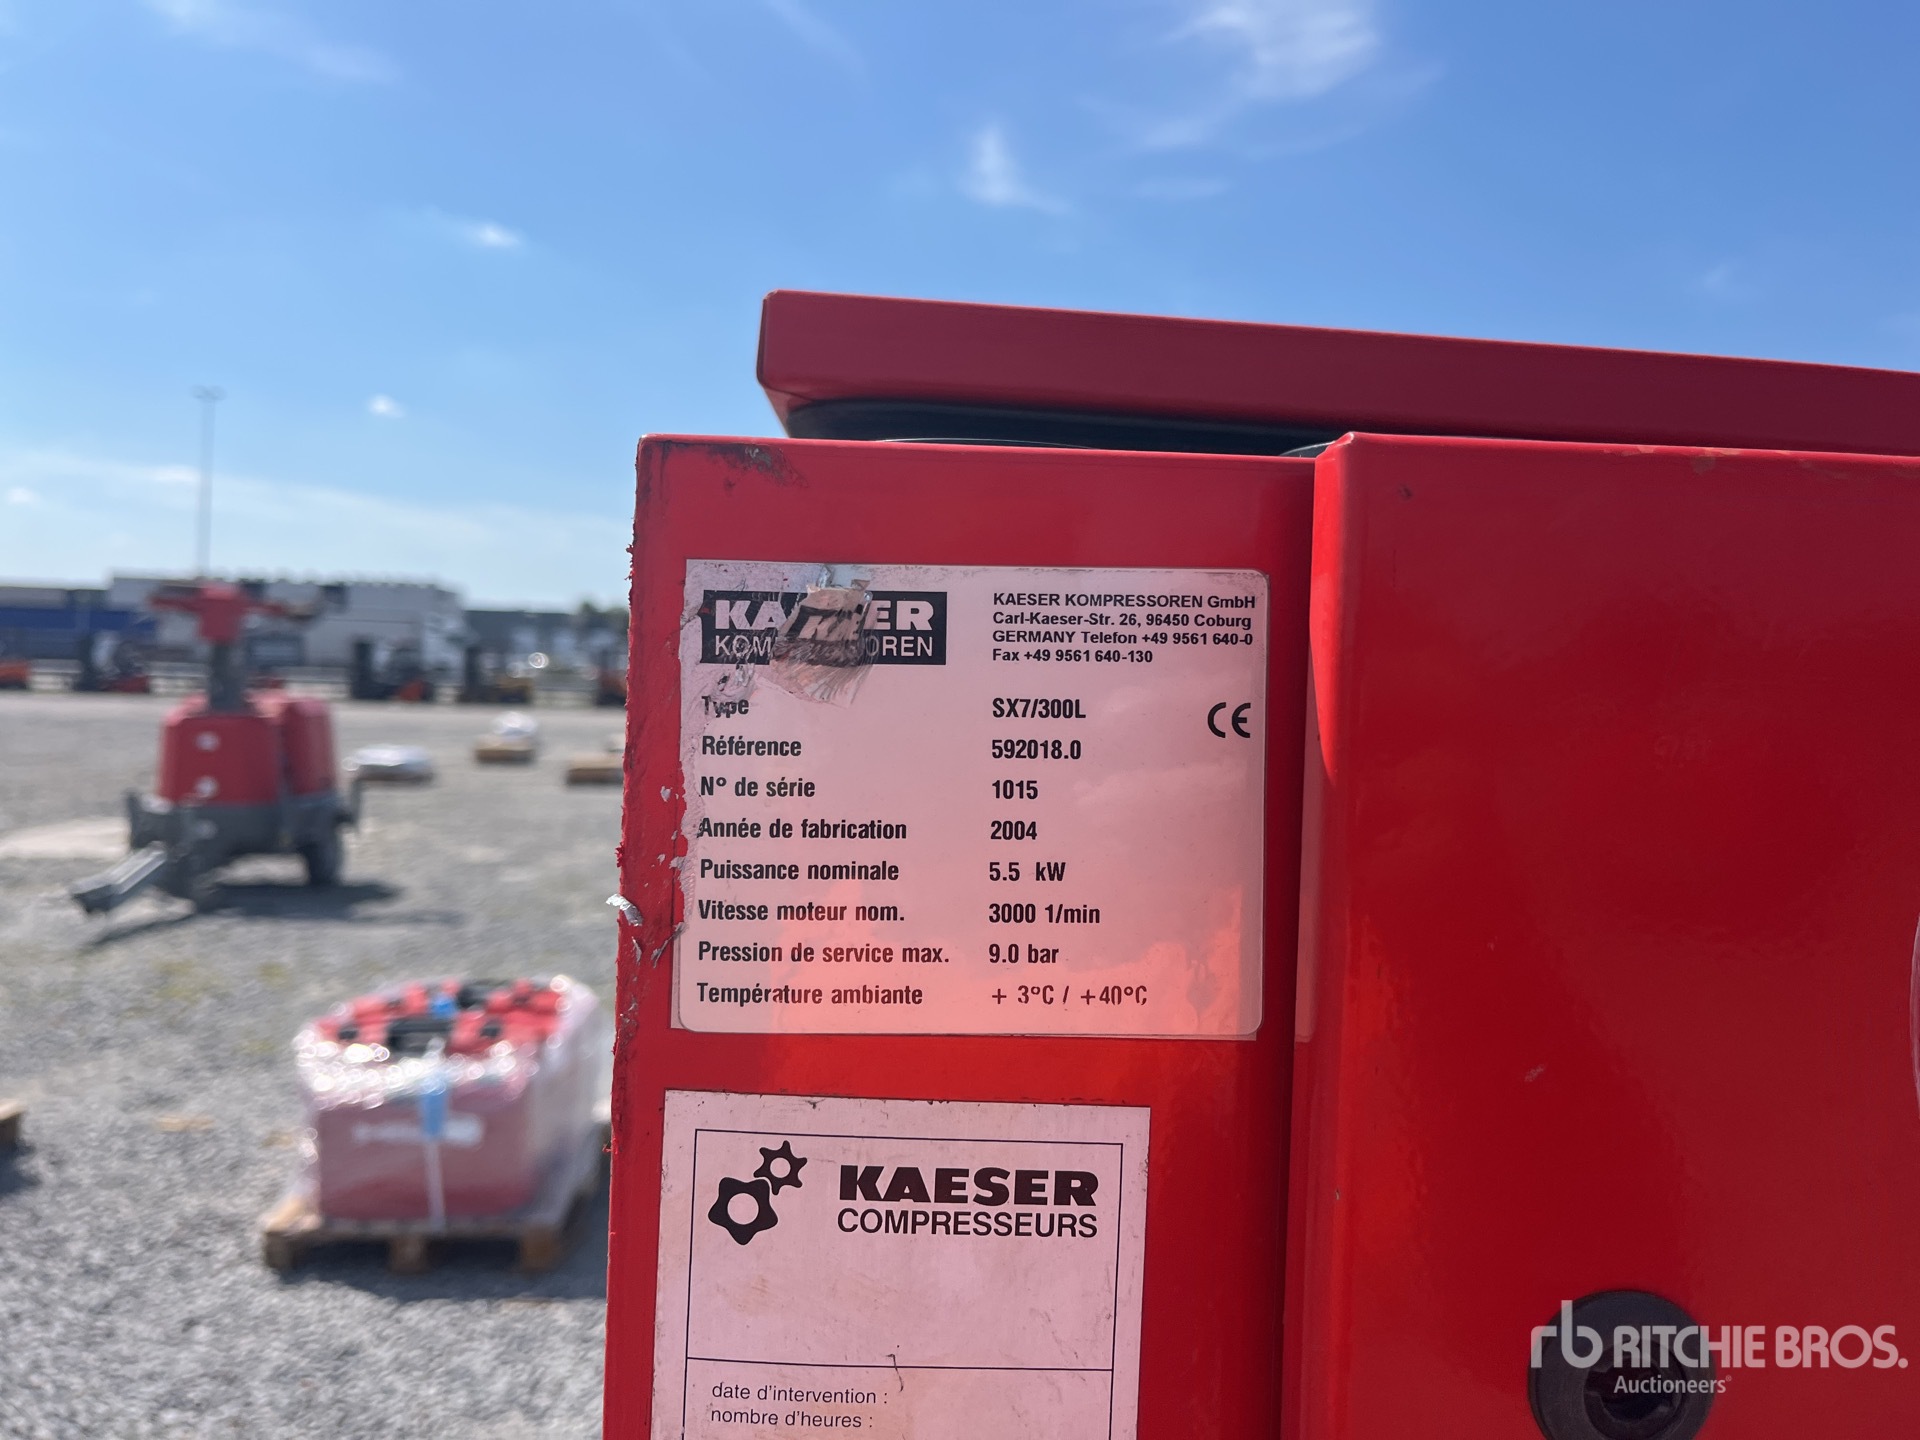 KAESER
KOMPRESSOREN
KAESER KOMPRESSOREN GmbH
Carl-Kaeser-Str. 26, 96450 Coburg
GERMANY Telefon +49 9561 640-0
Fax +49 9561 640-130
CE
Type SX7/300L
Référence 592018.0
N° de série 1015
Année de fabrication 2004
Puissance nominale 5.5 kW
Vitesse moteur nom. 3000 1/min
Pression de service max. 9.0 bar
Température ambiante + 3°C / +40°C
KAESER
COMPRESSEURS
date d'intervention :
nombre d'heures :
rb RITCHIE BROS.
Auctioneers